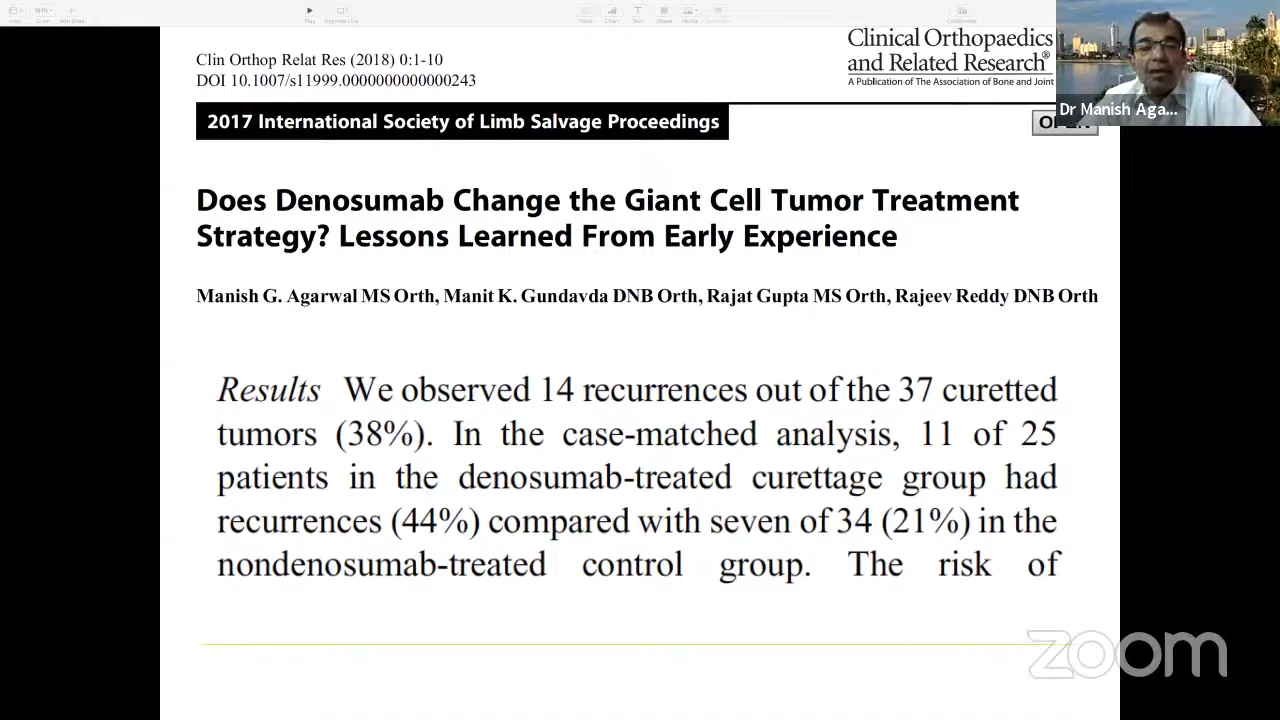 Clin Orthop Relat Res (2018) 0:1-10
DOI 10.1007/s11999.0000000000000243
Clinical Orthopaedics
and Related Research®
A Publication of The Association of Bone and Joint
Dr Manish Aga...
2017 International Society of Limb Salvage Proceedings
Does Denosumab Change the Giant Cell Tumor Treatment
Strategy? Lessons Learned From Early Experience
Manish G. Agarwal MS Orth, Manit K. Gundavda DNB Orth, Rajat Gupta MS Orth, Rajeev Reddy DNB Orth
Results We observed 14 recurrences out of the 37 curetted
tumors (38%). In the case-matched analysis, 11 of 25
patients in the denosumab-treated curettage group had
recurrences (44%) compared with seven of 34 (21%) in the
nondenosumab-treated control group. The risk of
zoom